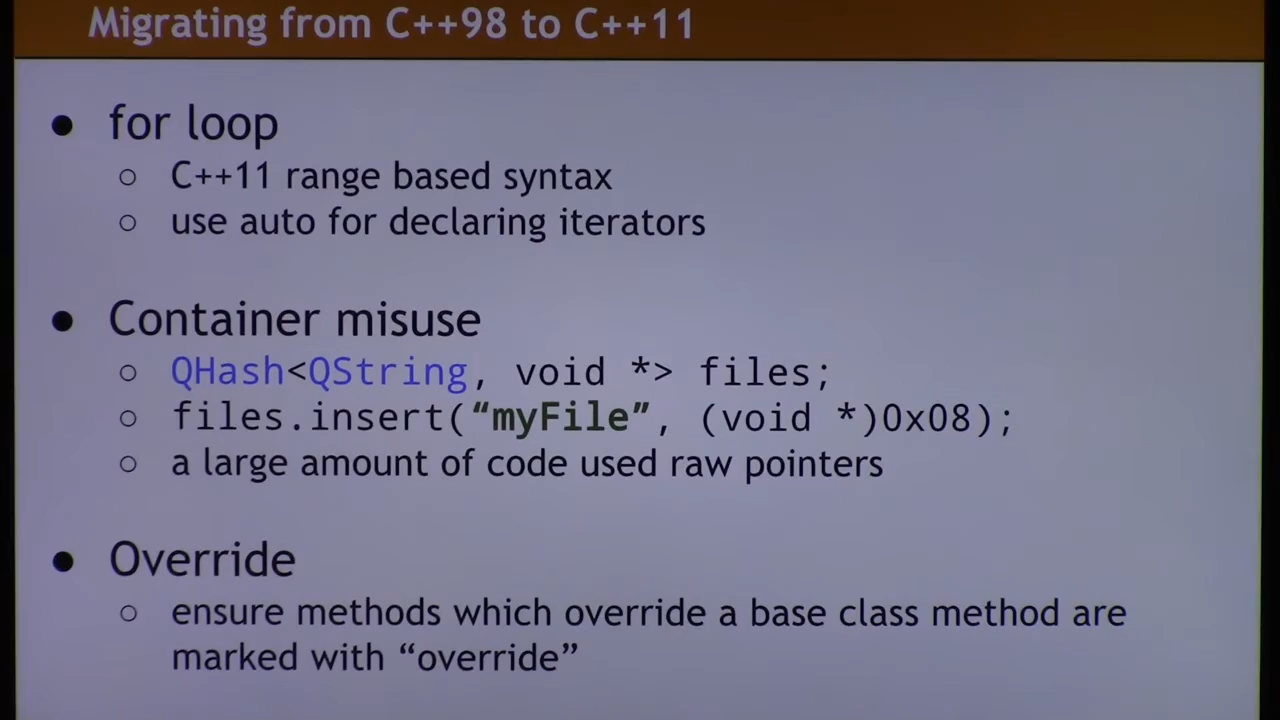 Migrating from C++98 to C++11
● for loop
○ C++11 range based syntax
○ use auto for declaring iterators
● Container misuse
○ QHash<QString, void *> files;
○ files.insert(“myFile”, (void *)0x08);
○ a large amount of code used raw pointers
● Override
○ ensure methods which override a base class method are
marked with “override”